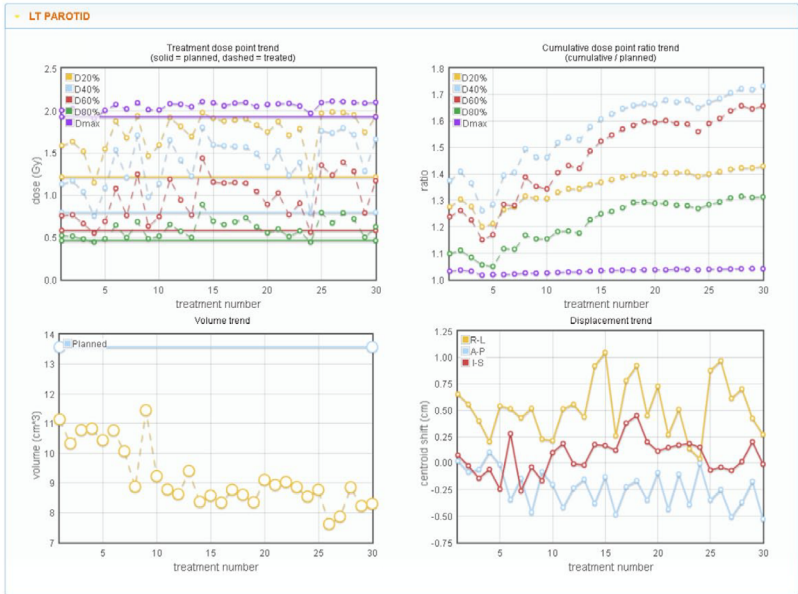 LT PAROTID
Treatment dose point trend
(solid = planned, dashed = treated)
2.5
2.0
1.5
1.0
0.5
0.0
dose (Gy)
D20%
D40%
D60%
D80%
Dmax
5
10
15
20
25
30
treatment number
Cumulative dose point ratio trend
(cumulative / planned)
1.8
1.7
1.6
1.5
1.4
1.3
1.2
1.1
1.0
ratio
D20%
D40%
D60%
D80%
Dmax
5
10
15
20
25
30
treatment number
Volume trend
14
13
12
11
10
9
8
7
volume (cm^3)
Planned
5
10
15
20
25
30
treatment number
Displacement trend
1.25
1.00
0.75
0.50
0.25
0.00
-0.25
-0.50
-0.75
centroid shift (cm)
R-L
A-P
I-S
5
10
15
20
25
30
treatment number